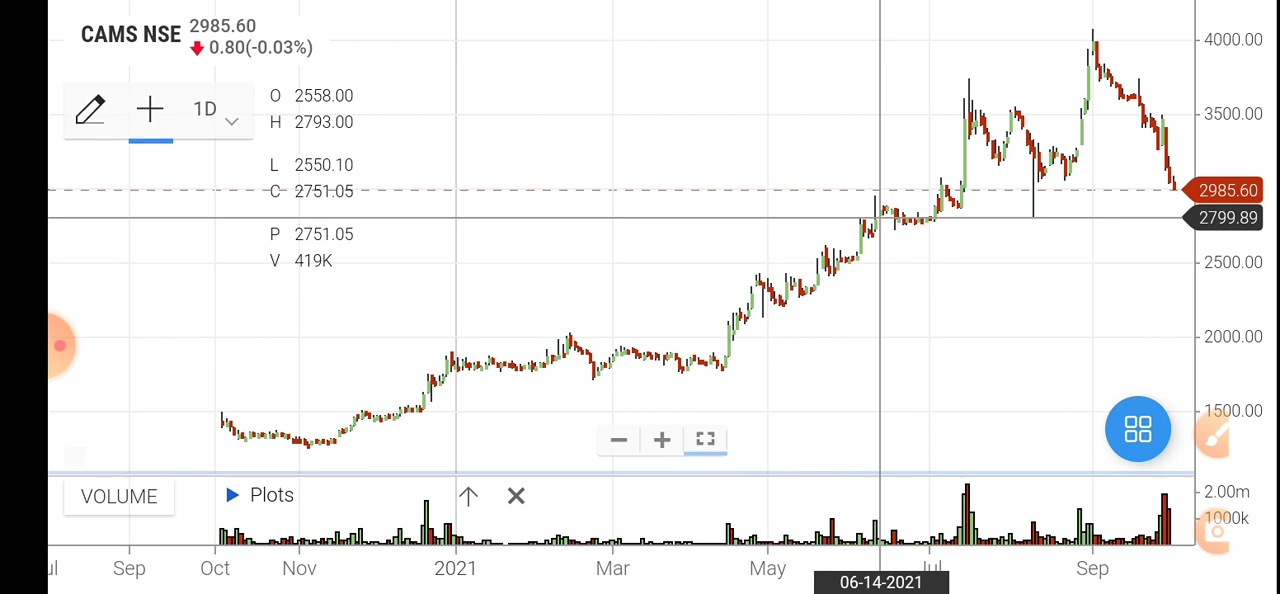 CAMS NSE 2985.60
0.80(-0.03%)
1D
O 2558.00
H 2793.00
L 2550.10
C 2751.05
P 2751.05
V 419K
4000.00
3500.00
2985.60
2799.89
2500.00
2000.00
1500.00
VOLUME
Plots
2.00m
1000k
ul Sep Oct Nov 2021 Mar May Jul Sep
06-14-2021